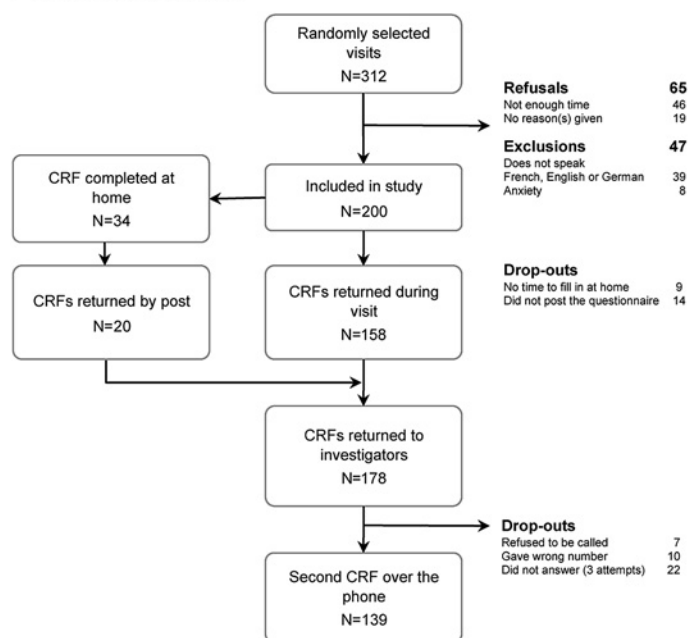 Randomly selected
visits
N=312
Refusals 65
Not enough time 46
No reason(s) given 19
Exclusions 47
Does not speak
French, English or German 39
Anxiety 8
CRF completed at
home
N=34
Included in study
N=200
CRFs returned by post
N=20
CRFs returned during
visit
N=158
Drop-outs
No time to fill in at home 9
Did not post the questionnaire 14
CRFs returned to
investigators
N=178
Drop-outs
Refused to be called 7
Gave wrong number 10
Did not answer (3 attempts) 22
Second CRF over the
phone
N=139